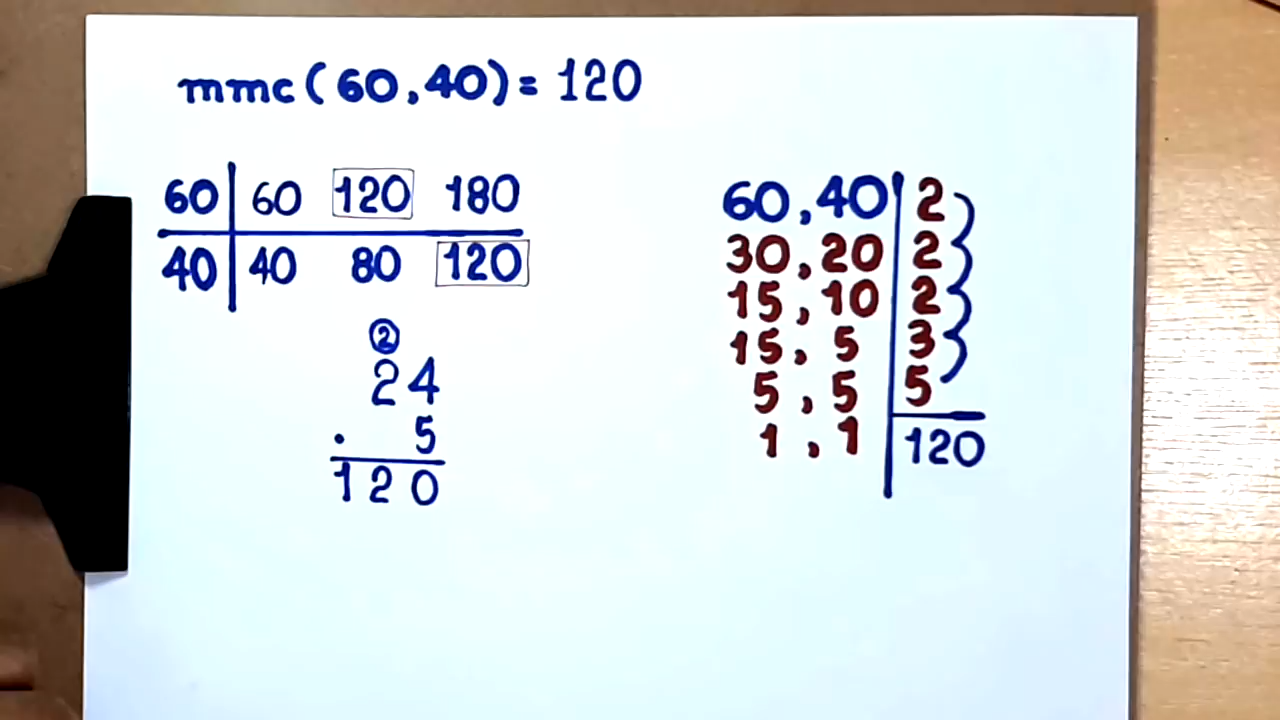 mmc(60,40)=120
60 | 60 120 180
40 | 40 80 120
2
24
. 5
120
60,40 | 2
30,20 | 2
15,10 | 2
15,5 | 3
5,5 | 5
1,1 | 120